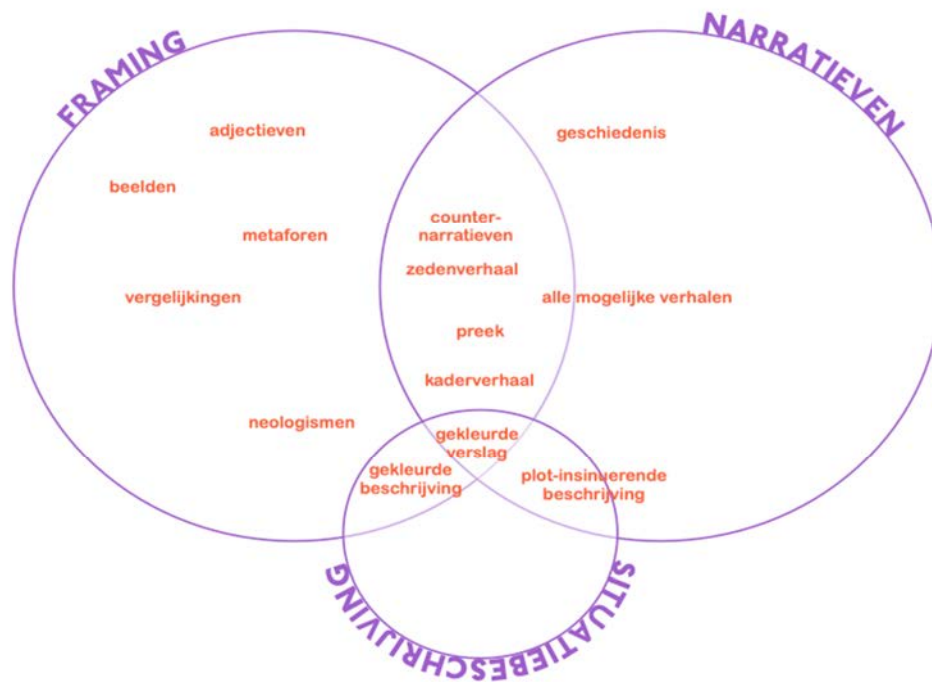 FRAMING
NARRATIEVEN
adjectieven
geschiedenis
beelden
counter-
narratieven
metaforen
zedenverhaal
vergelijkingen
alle mogelijke verhalen
preek
kaderverhaal
neologismen
gekleurde
verslag
gekleurde
beschrijving
plot-insinuerende
beschrijving
SITUATIEBESCHRIJVING